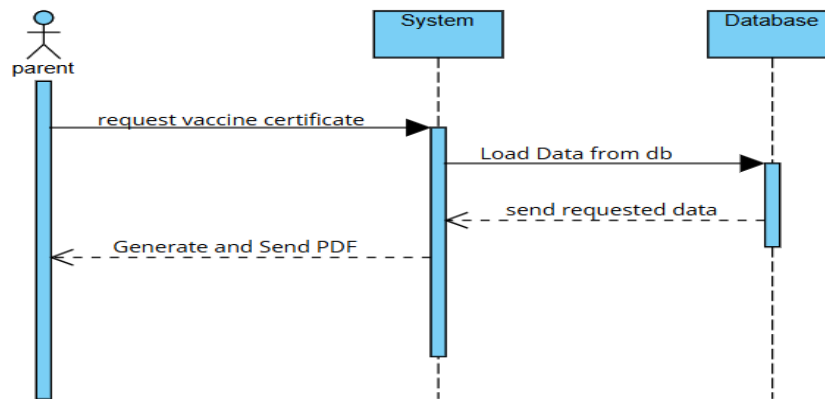 System
Database
parent
request vaccine certificate
Load Data from db
send requested data
Generate and Send PDF